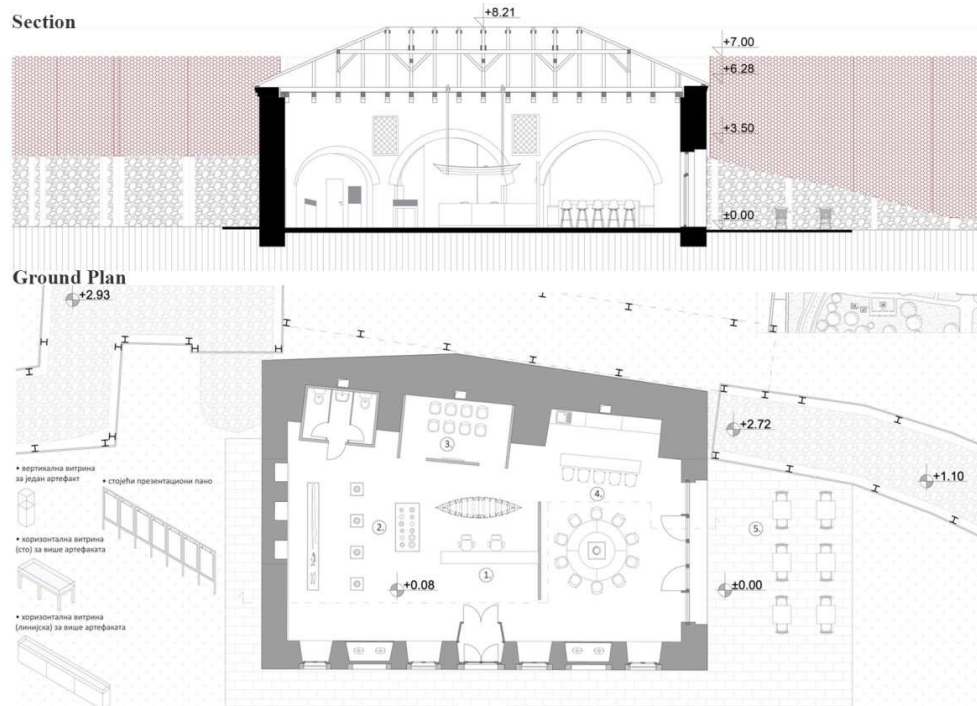 Section
+8.21
+7.00
+6.28
+3.50
±0.00
Ground Plan
+2.93
+2.72
+1.10
• вертикална витрина
за један артефакт
• стојећи презентациони пано
• хоризонтална витрина
(сто) за више артефаката
• хоризонтална витрина
(линијска) за више артефаката
3.
4.
2.
5.
1.
+0.08
±0.00